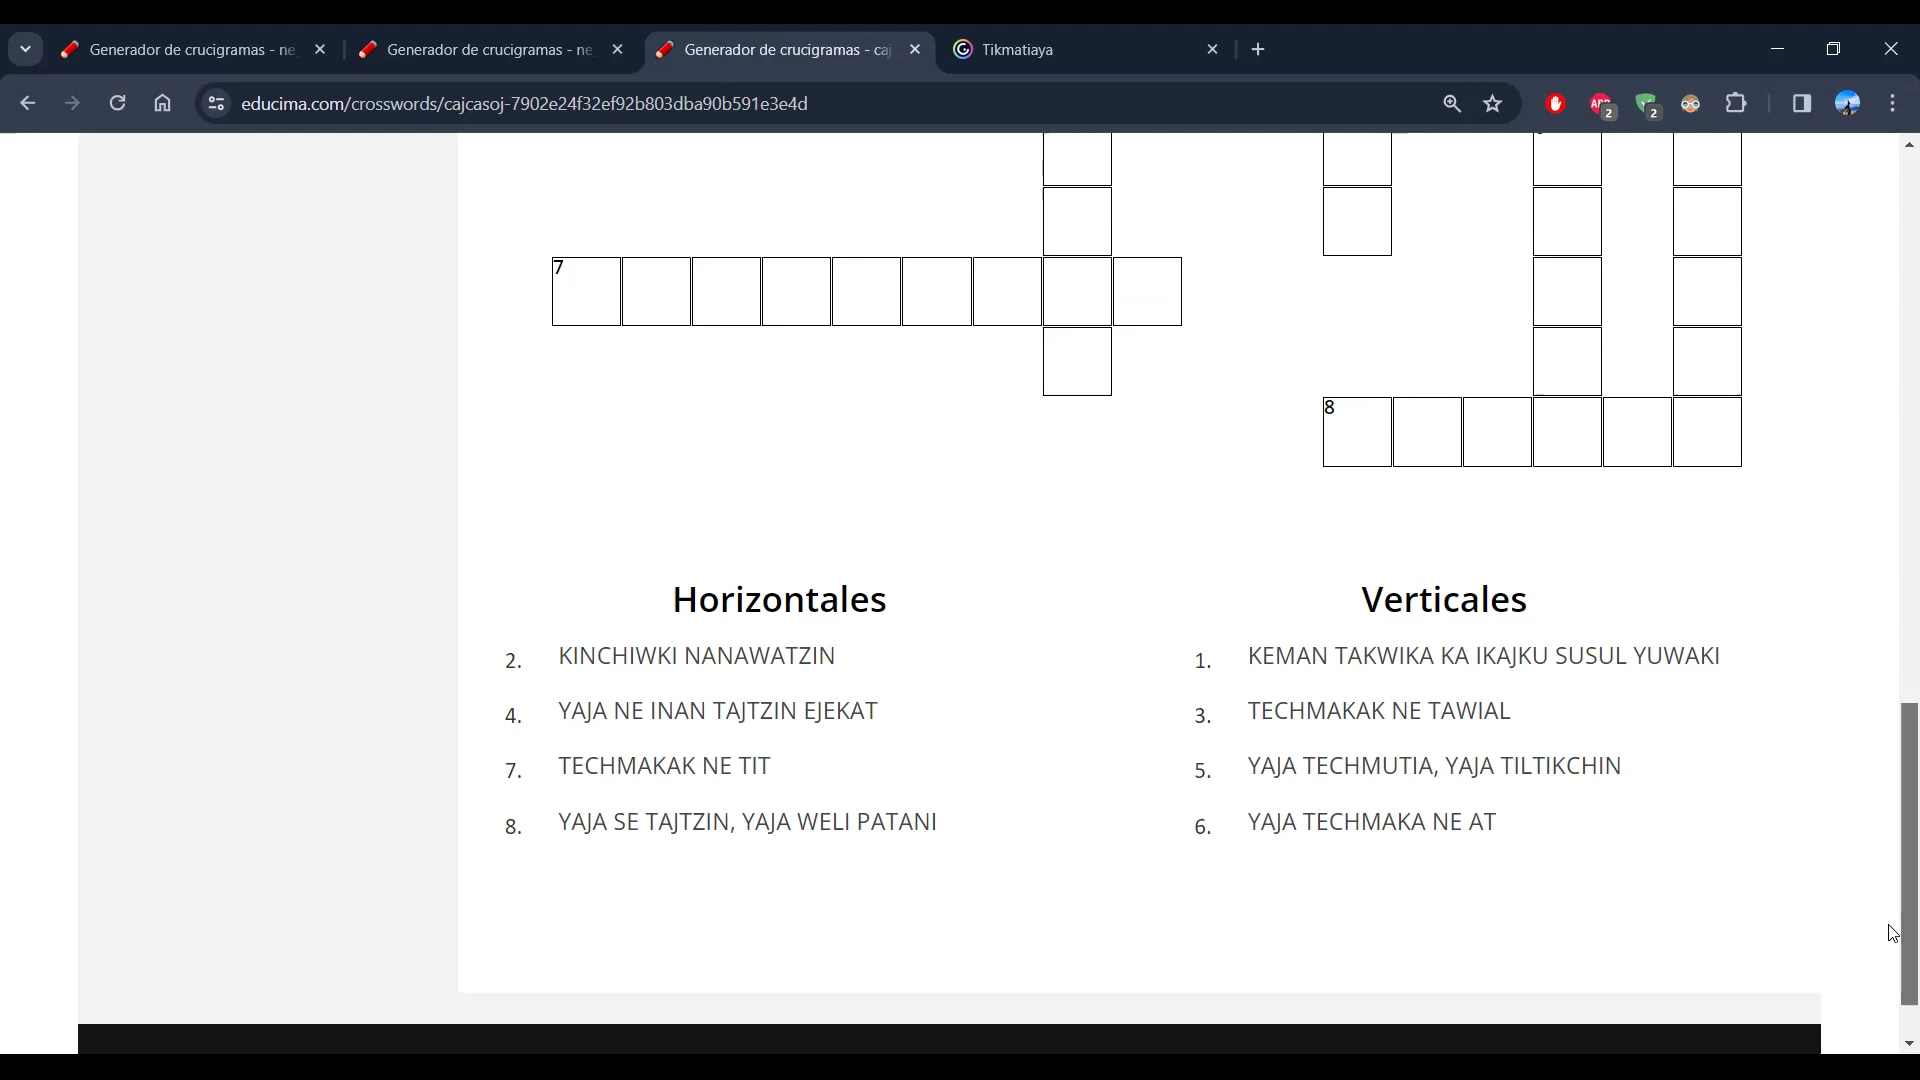 Generador de crucigramas - ne
Generador de crucigramas - ne
Generador de crucigramas - caj
Tikmatiaya
educima.com/crosswords/cajcasoj-7902e24f32ef92b803dba90b591e3e4d
ABP
2
2
7
8
Horizontales
2. KINCHIWKI NANAWATZIN
4. YAJA NE INAN TAJTZIN EJEKAT
7. TECHMAKAK NE TIT
8. YAJA SE TAJTZIN, YAJA WELI PATANI
Verticales
1. KEMAN TAKWIKA KA IKAJKU SUSUL YUWAKI
3. TECHMAKAK NE TAWIAL
5. YAJA TECHMUTIA, YAJA TILTIKCHIN
6. YAJA TECHMAKA NE AT